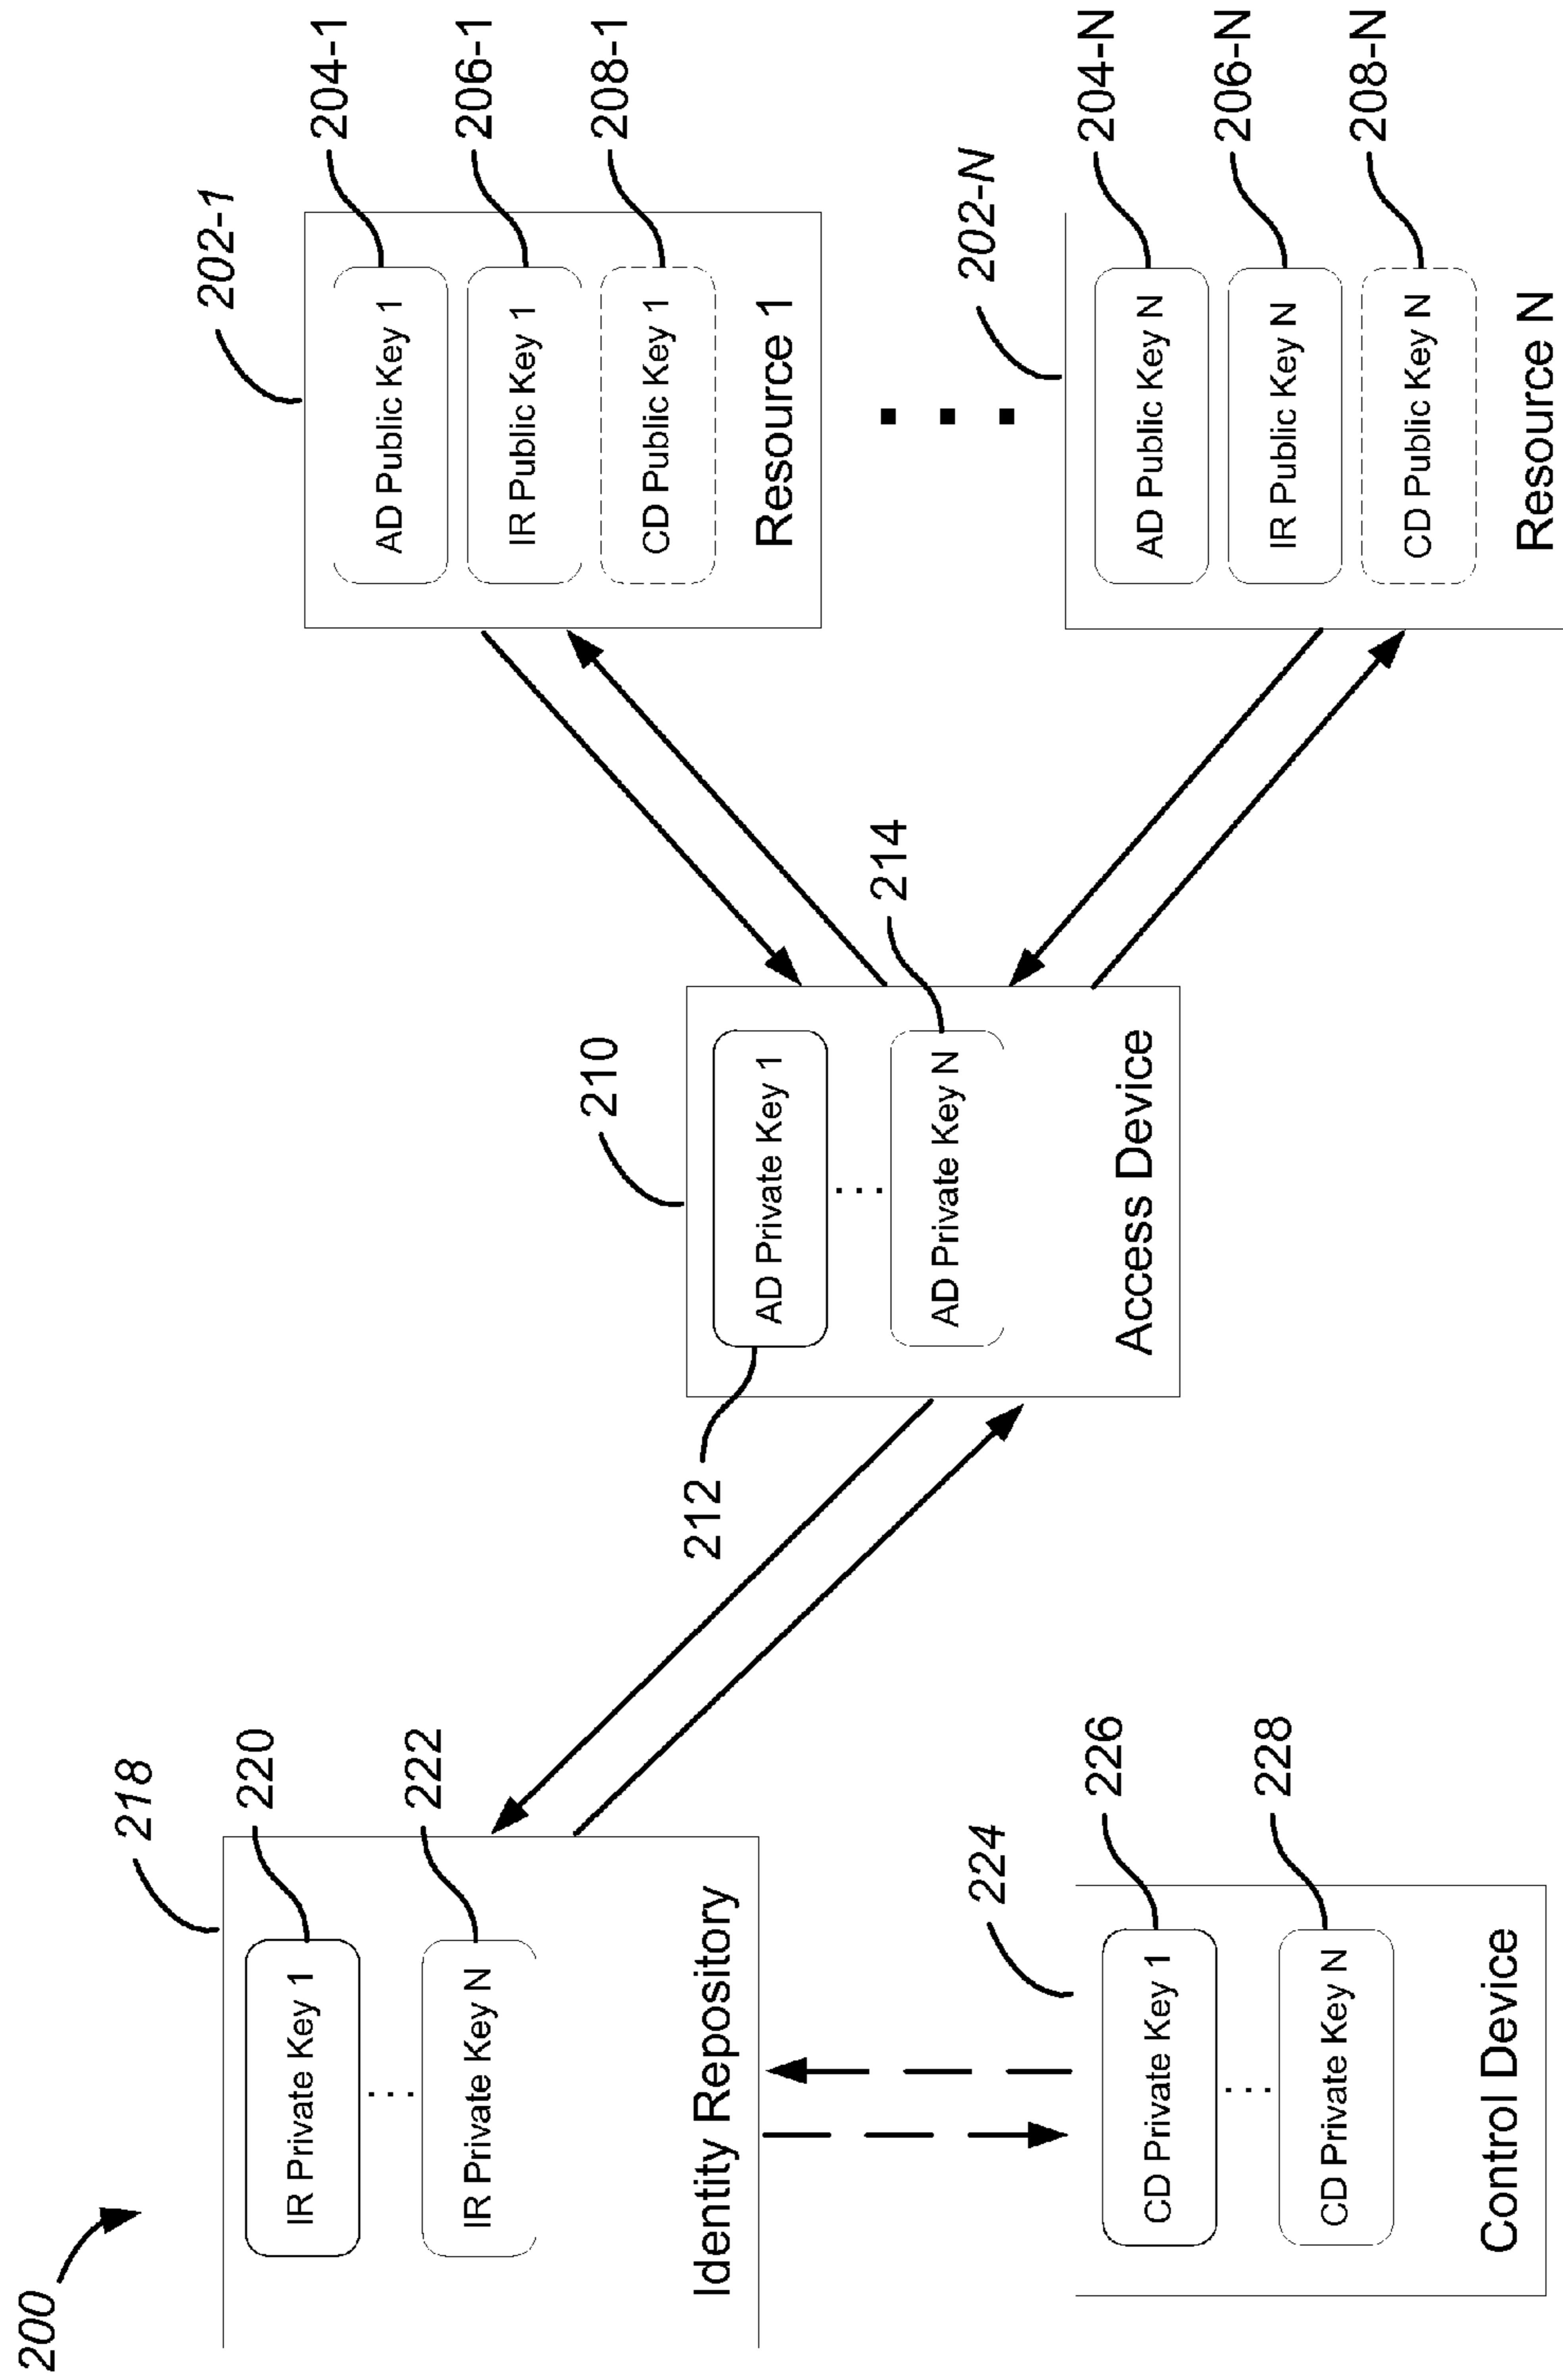 200
218
IR Private Key 1
220
...
IR Private Key N
222
Identity Repository
224
CD Private Key 1
226
...
CD Private Key N
228
Control Device
210
212
AD Private Key 1
...
AD Private Key N
214
Access Device
202-1
AD Public Key 1
204-1
IR Public Key 1
206-1
CD Public Key 1
208-1
Resource 1
202-N
AD Public Key N
204-N
IR Public Key N
206-N
CD Public Key N
208-N
Resource N